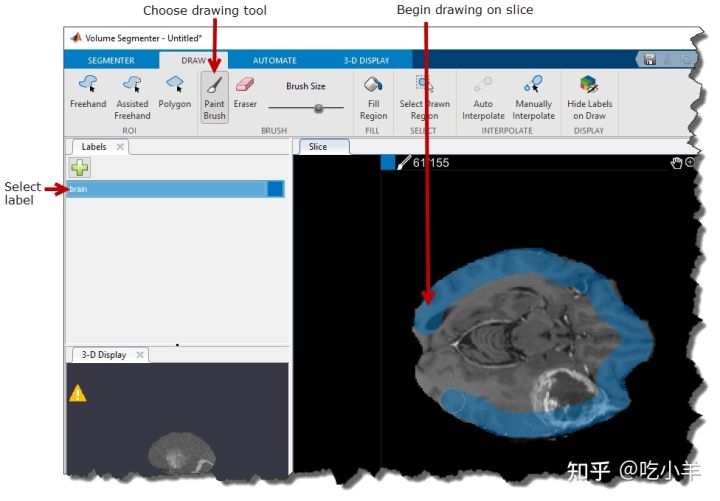 Choose drawing tool
Begin drawing on slice
Volume Segmenter - Untitled*
SEGMENTER DRAW AUTOMATE 3-D DISPLAY
Freehand Assisted Freehand Polygon Paint Brush Eraser Brush Size Fill Region Select Drawn Region Auto Interpolate Manually Interpolate Hide Labels on Draw
ROI BRUSH FILL SELECT INTERPOLATE DISPLAY
Labels Slice
61/155
Select
label
brain
3-D Display
知乎 @吃小羊